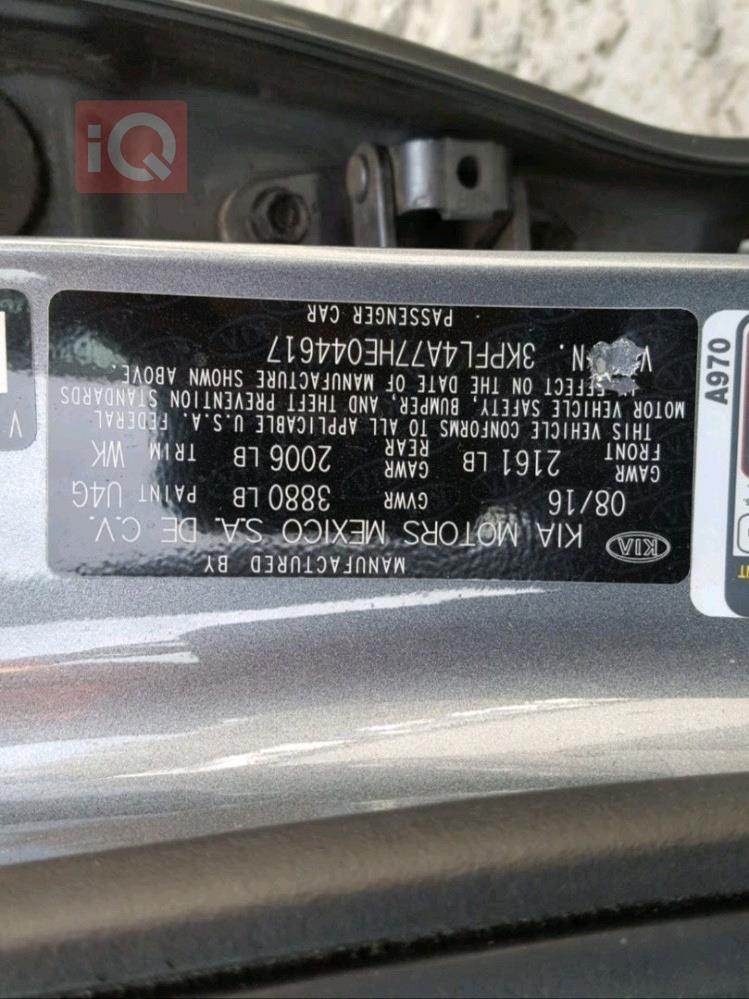 iQ
MANUFACTURED BY
KIA KIA MOTORS MEXICO S.A. DE C.V.
08/16 GVWR 3880 LB PAINT U4G
GAWR FRONT 2161 LB GAWR REAR 2006 LB TRIM WK
THIS VEHICLE CONFORMS TO ALL APPLICABLE U.S.A. FEDERAL
MOTOR VEHICLE SAFETY, BUMPER, AND THEFT PREVENTION STANDARDS
EFFECT ON THE DATE OF MANUFACTURE SHOWN ABOVE.
V N. 3KPFL4A77HE044617
PASSENGER CAR
A970
V